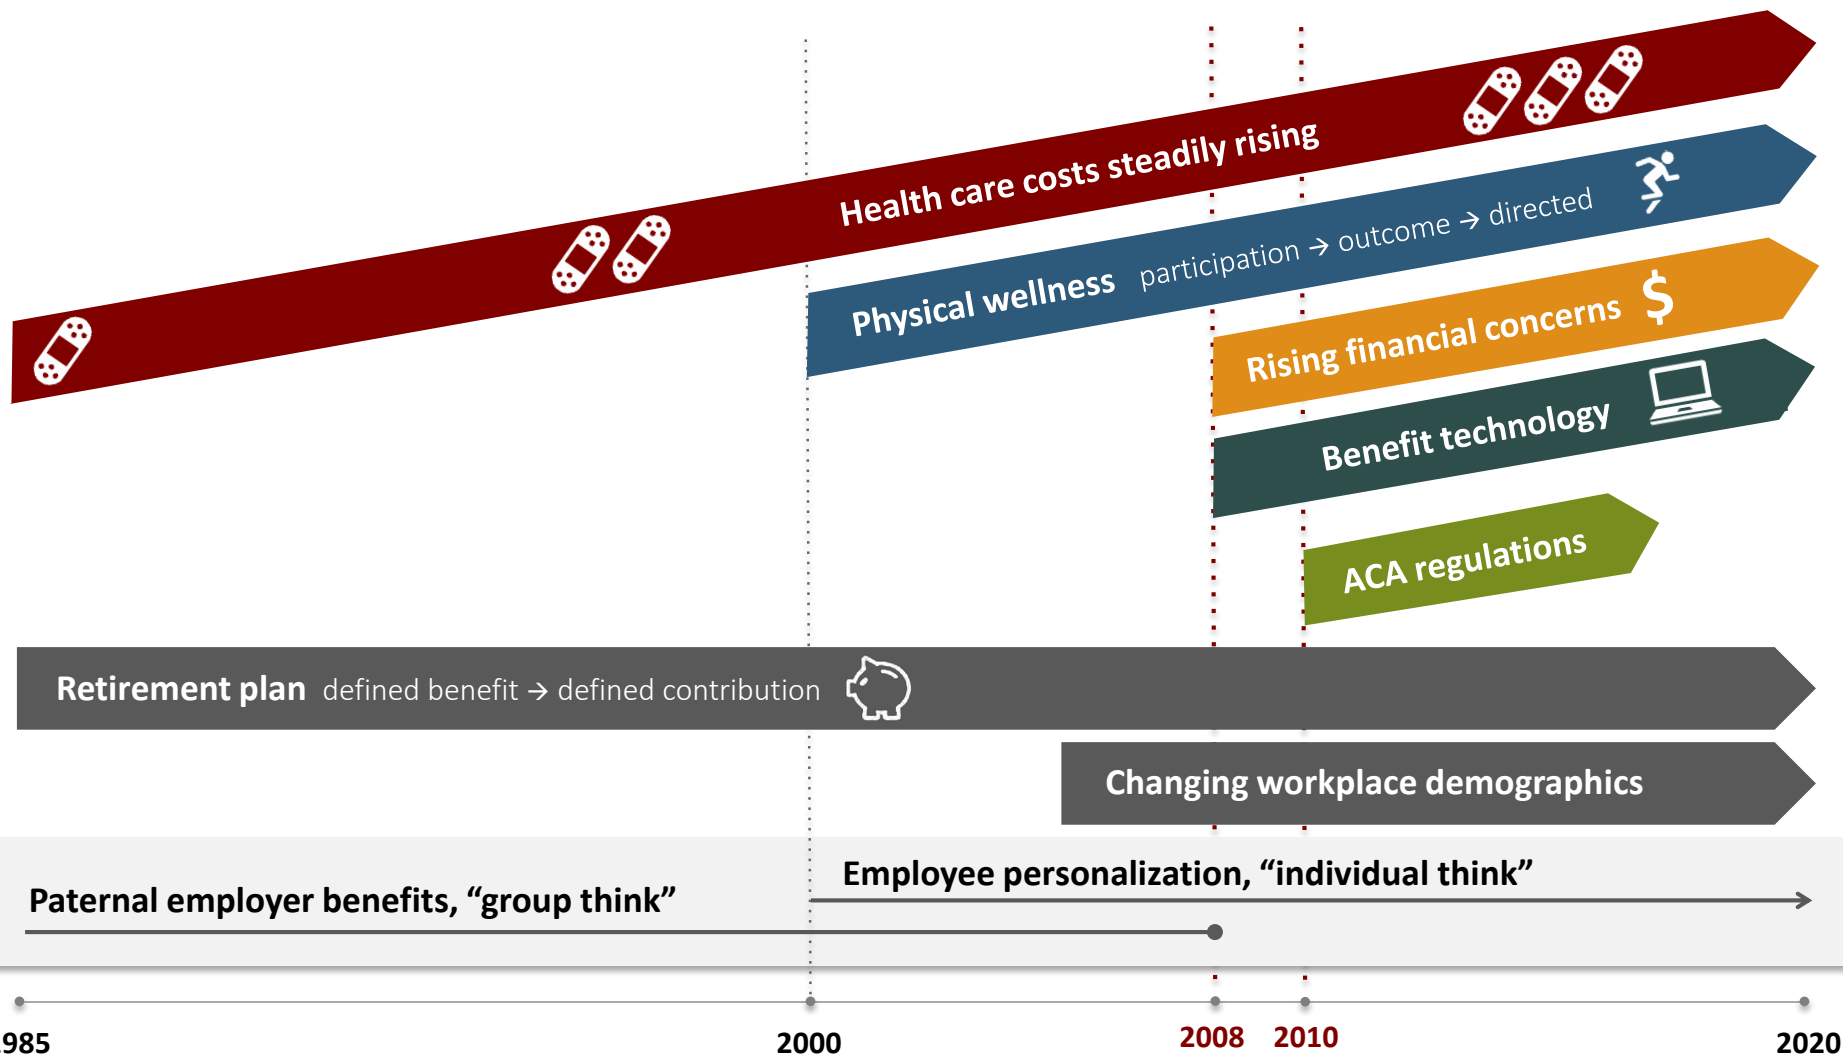 Health care costs steadily rising
Physical wellness participation → outcome → directed
Rising financial concerns $
Benefit technology
ACA regulations
Retirement plan defined benefit → defined contribution
Changing workplace demographics
Employee personalization, “individual think”
Paternal employer benefits, “group think”
985 2000 2008 2010 2020